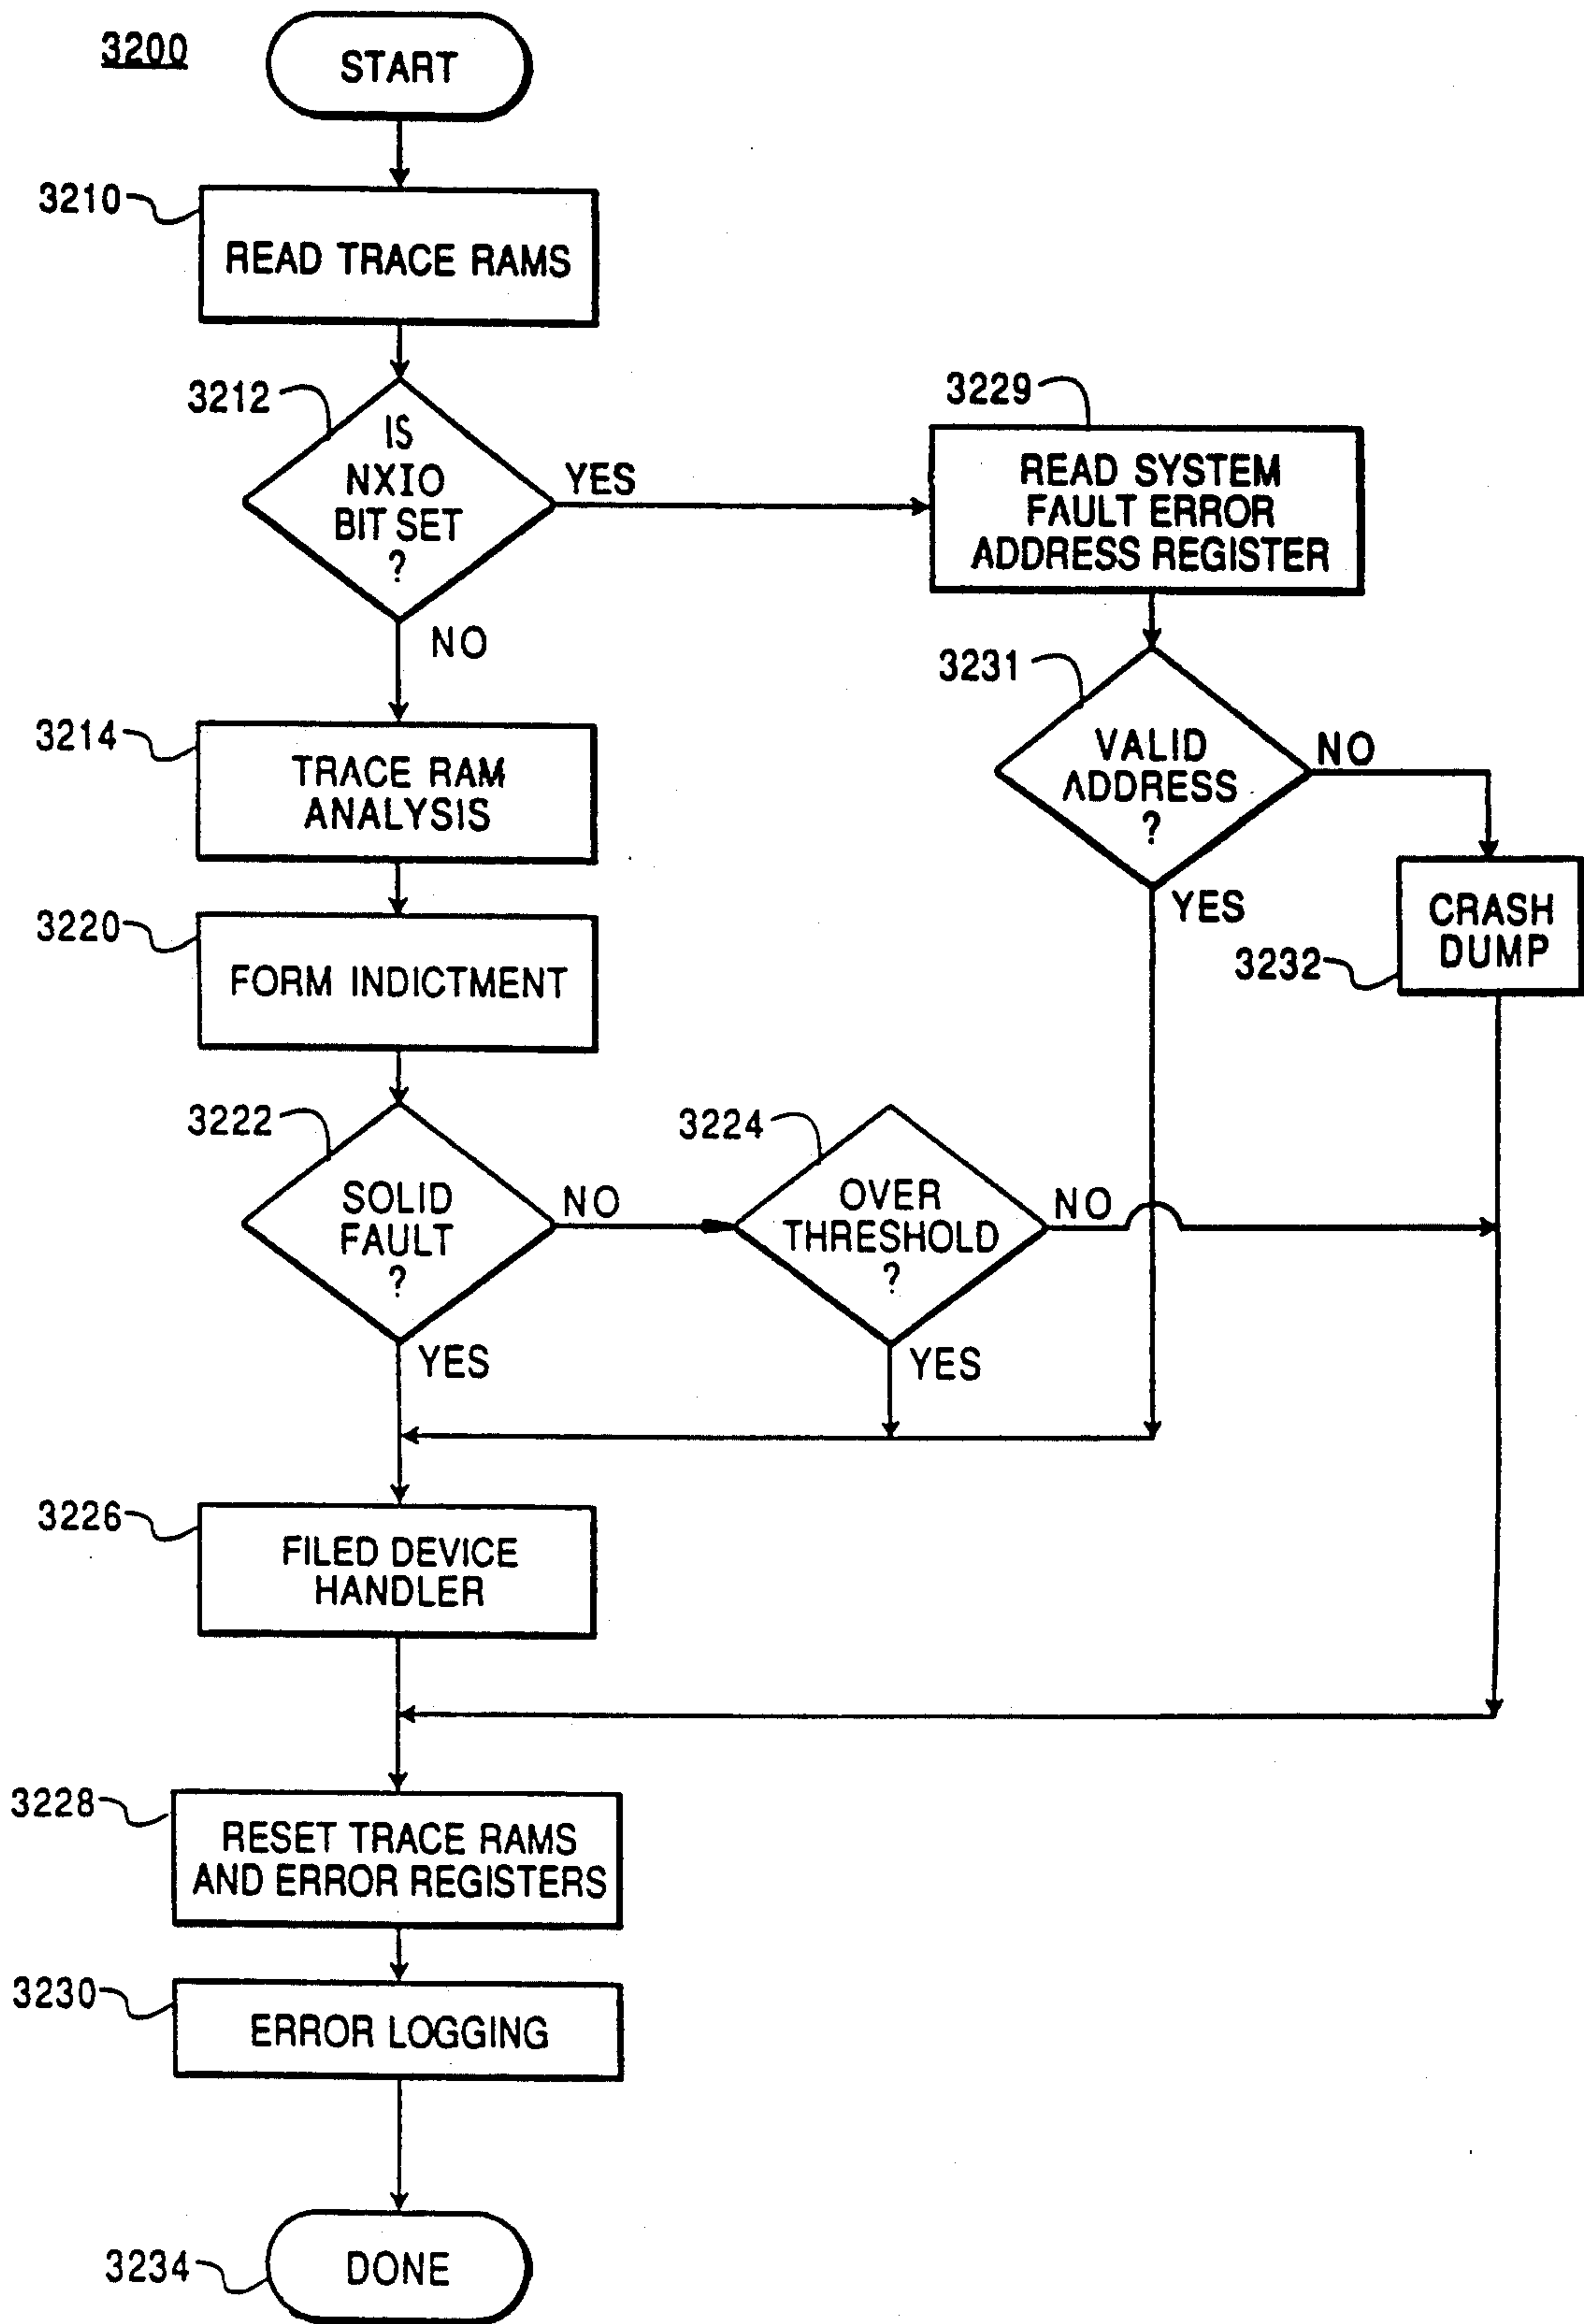 3200
START
3210
READ TRACE RAMS
3212
IS
NXIO
BIT SET
?
YES
NO
3229
READ SYSTEM
FAULT ERROR
ADDRESS REGISTER
3231
VALID
ADDRESS
?
NO
YES
3232
CRASH
DUMP
3214
TRACE RAM
ANALYSIS
3220
FORM INDICTMENT
3222
SOLID
FAULT
?
NO
YES
3224
OVER
THRESHOLD
?
NO
YES
3226
FILED DEVICE
HANDLER
3228
RESET TRACE RAMS
AND ERROR REGISTERS
3230
ERROR LOGGING
3234
DONE